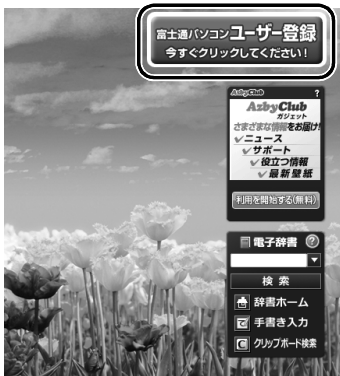 富士通パソコンユーザー登録
今すぐクリックしてください！
AzbyClub ?
AzbyClub
ガジェット
さまざまな情報をお届け!
✓ニュース
✓サポート
✓役立つ情報
✓最新壁紙
利用を開始する(無料)
電子辞書 ?
検索
辞書ホーム
手書き入力
クリップボード検索